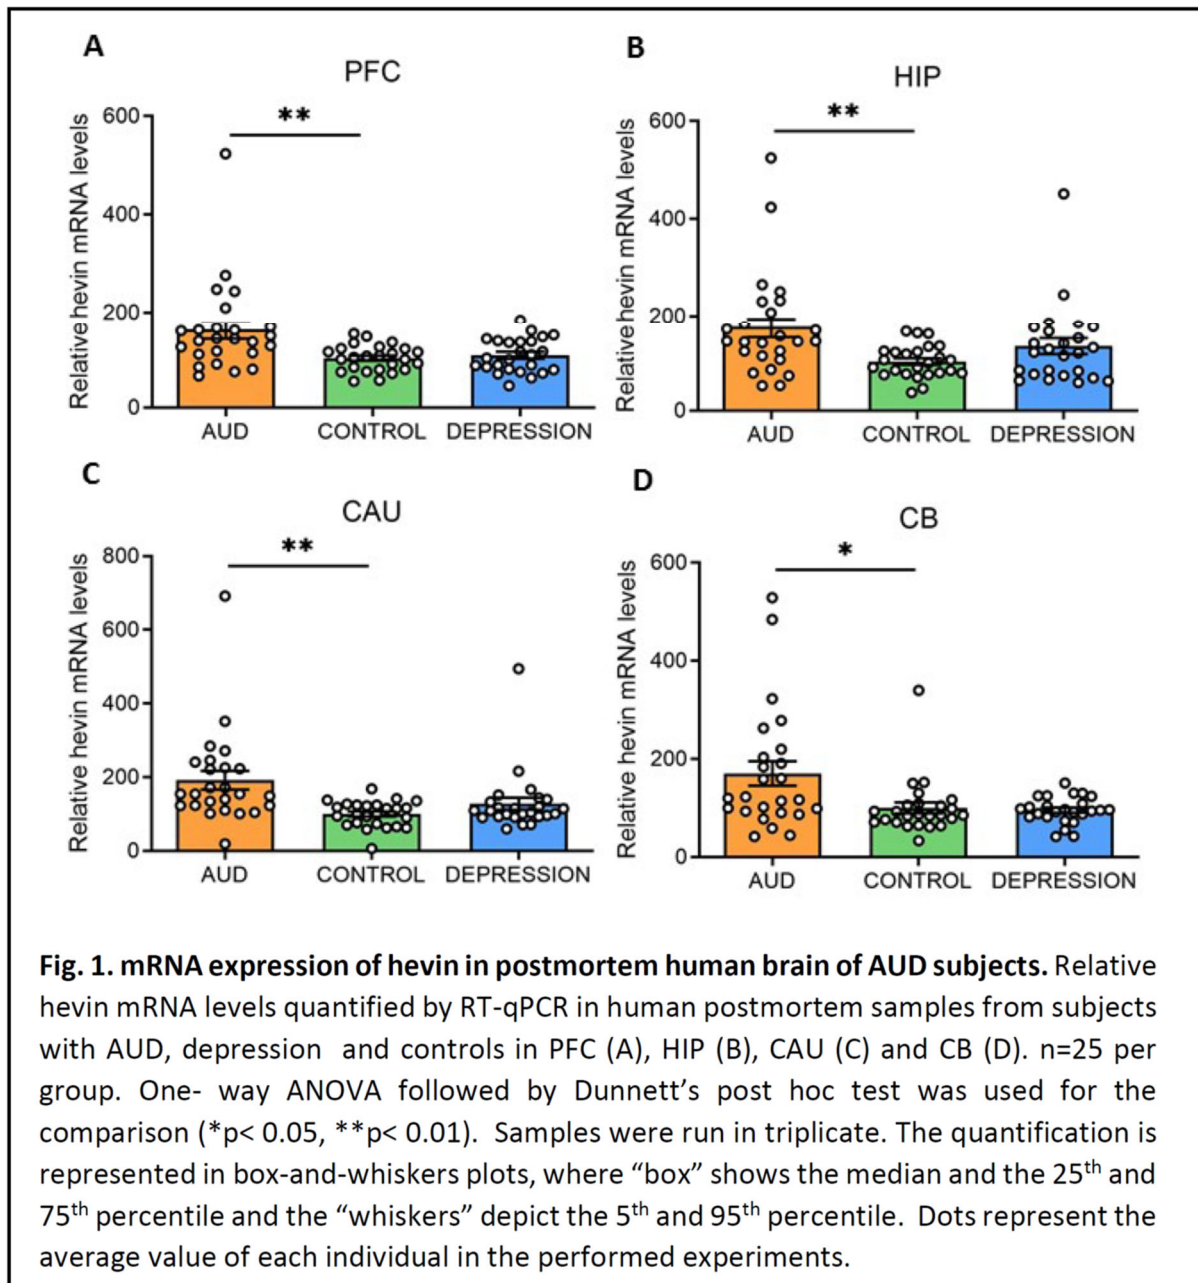 A
PFC
Relative hevin mRNA levels
600
400
200
0
**
AUD
CONTROL
DEPRESSION
B
HIP
Relative hevin mRNA levels
600
400
200
0
**
AUD
CONTROL
DEPRESSION
C
CAU
Relative hevin mRNA levels
800
600
400
200
0
**
AUD
CONTROL
DEPRESSION
D
CB
Relative hevin mRNA levels
600
400
200
0
*
AUD
CONTROL
DEPRESSION
Fig. 1. mRNA expression of hevin in postmortem human brain of AUD subjects. Relative
hevin mRNA levels quantified by RT-qPCR in human postmortem samples from subjects
with AUD, depression and controls in PFC (A), HIP (B), CAU (C) and CB (D). n=25 per
group. One- way ANOVA followed by Dunnett’s post hoc test was used for the
comparison (*p< 0.05, **p< 0.01). Samples were run in triplicate. The quantification is
represented in box-and-whiskers plots, where “box” shows the median and the 25th and
75th percentile and the “whiskers” depict the 5th and 95th percentile. Dots represent the
average value of each individual in the performed experiments.